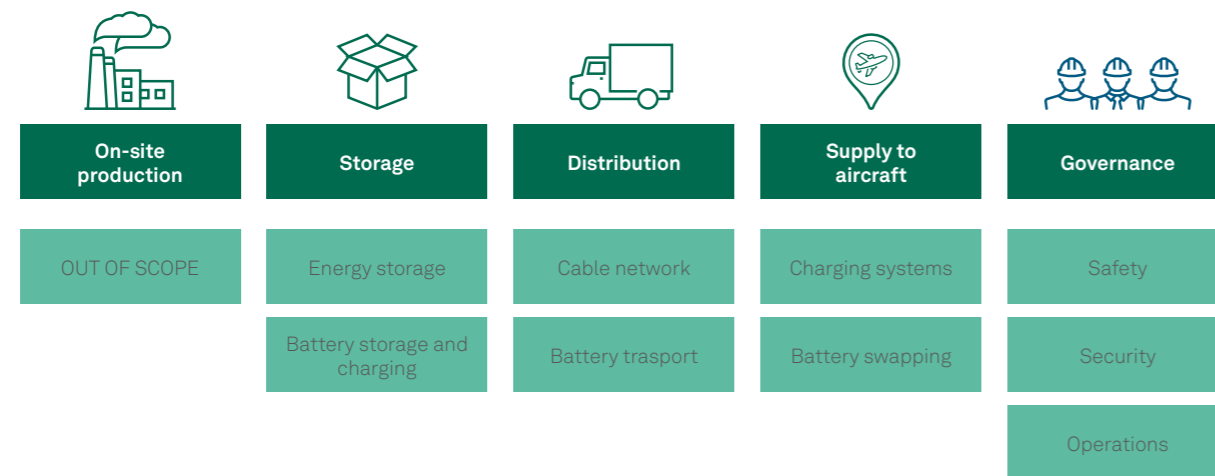 On-site
production
Storage
Distribution
Supply to
aircraft
Governance
OUT OF SCOPE
Energy storage
Cable network
Charging systems
Safety
Battery storage and
charging
Battery trasport
Battery swapping
Security
Operations